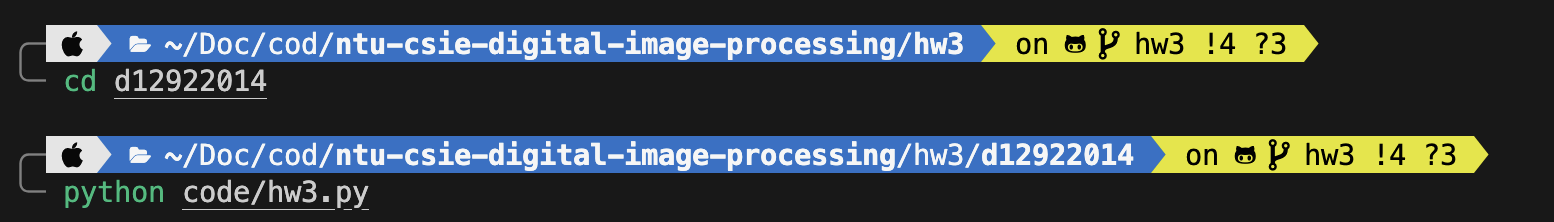 ~/Doc/cod/ntu-csie-digital-image-processing/hw3 on hw3 !4 ?3
cd d12922014
~/Doc/cod/ntu-csie-digital-image-processing/hw3/d12922014 on hw3 !4 ?3
python code/hw3.py